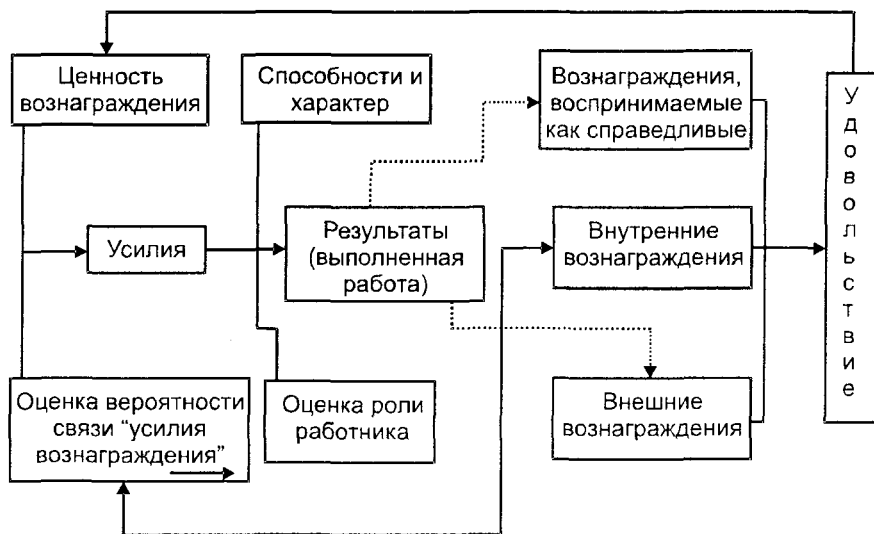 Ценность
вознаграждения
Способности и
характер
Вознаграждения,
воспринимаемые
как справедливые
Удовольствие
Усилия
Результаты
(выполненная
работа)
Внутренние
вознаграждения
Оценка вероятности
связи “усилия
вознаграждения”
Оценка роли
работника
Внешние
вознаграждения